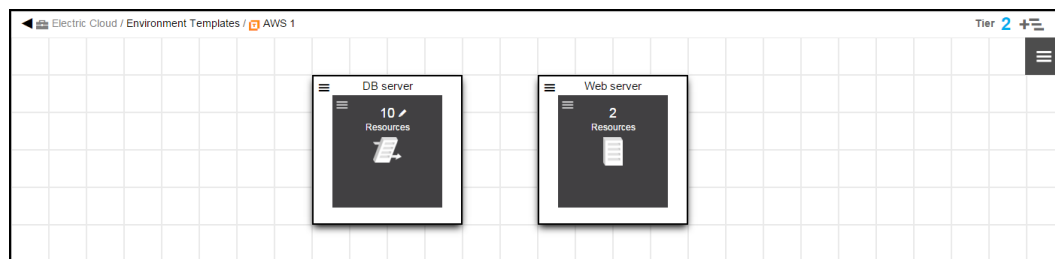 Electric Cloud / Environment Templates / AWS 1
Tier 2
DB server
10
Resources
Web server
2
Resources